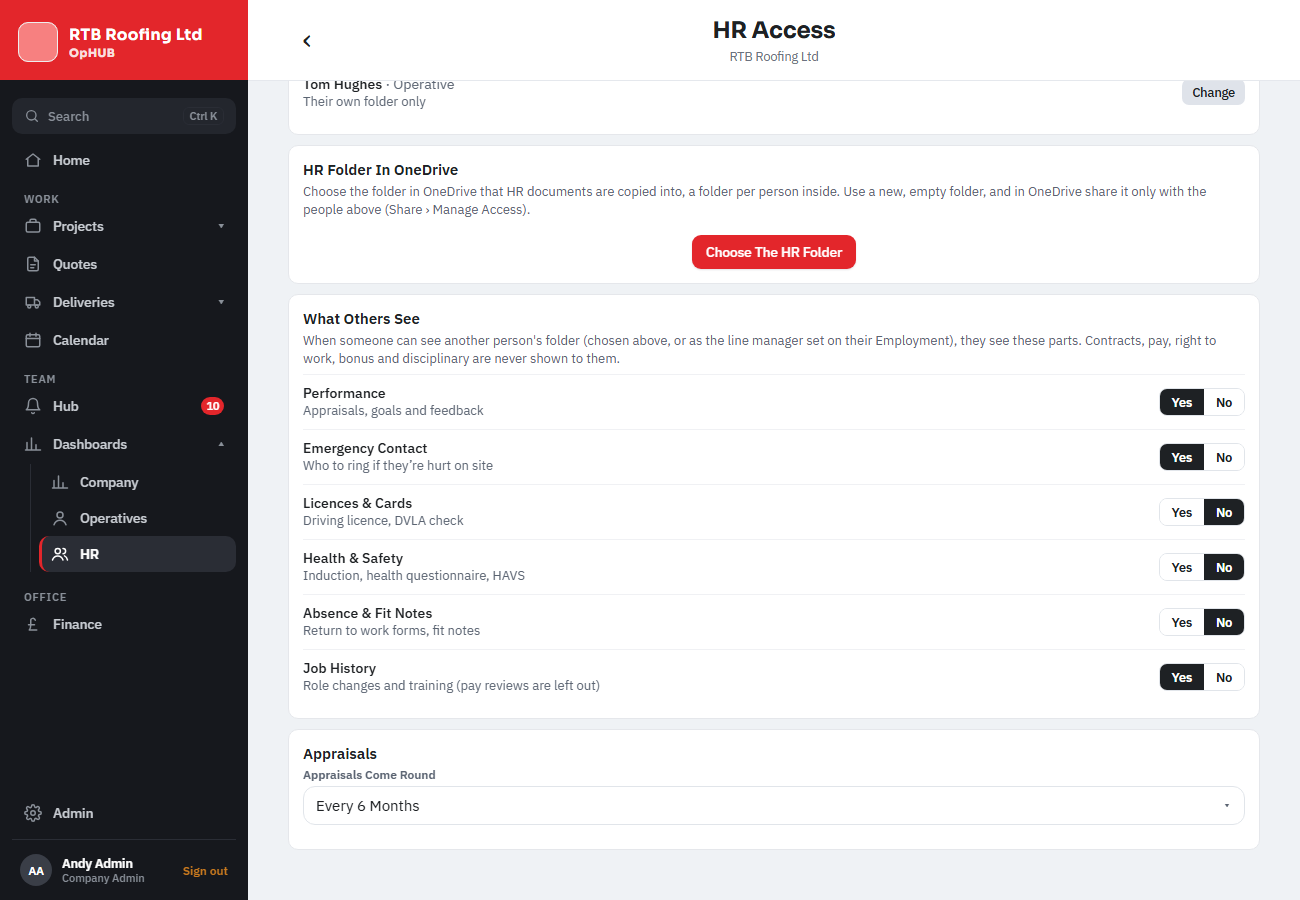 RTB Roofing Ltd
OpHUB
Search
Ctrl K
Home
WORK
Projects
Quotes
Deliveries
Calendar
TEAM
Hub
10
Dashboards
Company
Operatives
HR
OFFICE
Finance
Admin
AA
Andy Admin
Company Admin
Sign out
HR Access
RTB Roofing Ltd
Tom Hughes · Operative
Their own folder only
Change
HR Folder In OneDrive
Choose the folder in OneDrive that HR documents are copied into, a folder per person inside. Use a new, empty folder, and in OneDrive share it only with the
people above (Share › Manage Access).
Choose The HR Folder
What Others See
When someone can see another person's folder (chosen above, or as the line manager set on their Employment), they see these parts. Contracts, pay, right to
work, bonus and disciplinary are never shown to them.
Performance
Appraisals, goals and feedback
Yes No
Emergency Contact
Who to ring if they’re hurt on site
Yes No
Licences & Cards
Driving licence, DVLA check
Yes No
Health & Safety
Induction, health questionnaire, HAVS
Yes No
Absence & Fit Notes
Return to work forms, fit notes
Yes No
Job History
Role changes and training (pay reviews are left out)
Yes No
Appraisals
Appraisals Come Round
Every 6 Months